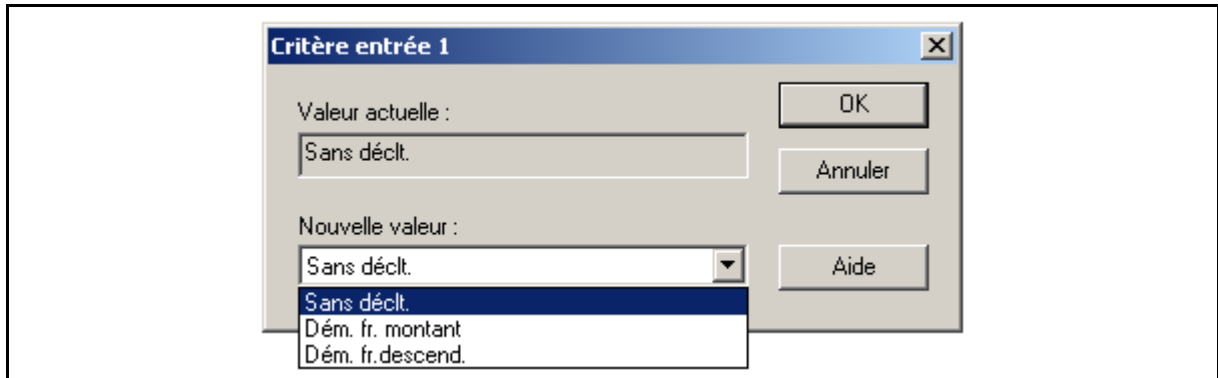 Critère entrée 1
Valeur actuelle :
Sans déclt.
Nouvelle valeur :
Sans déclt.
Sans déclt.
Dém. fr. montant
Dém. fr.descend.
OK
Annuler
Aide